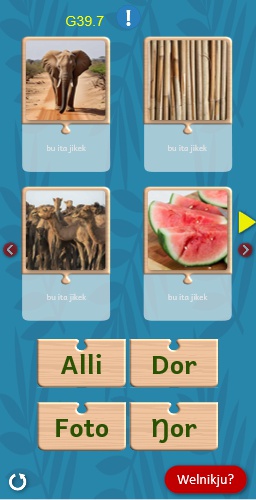 G39.7 !
bu ita jikek
bu ita jikek
bu ita jikek
bu ita jikek
Alli
Dor
Foto
Ŋor
Welnikju?